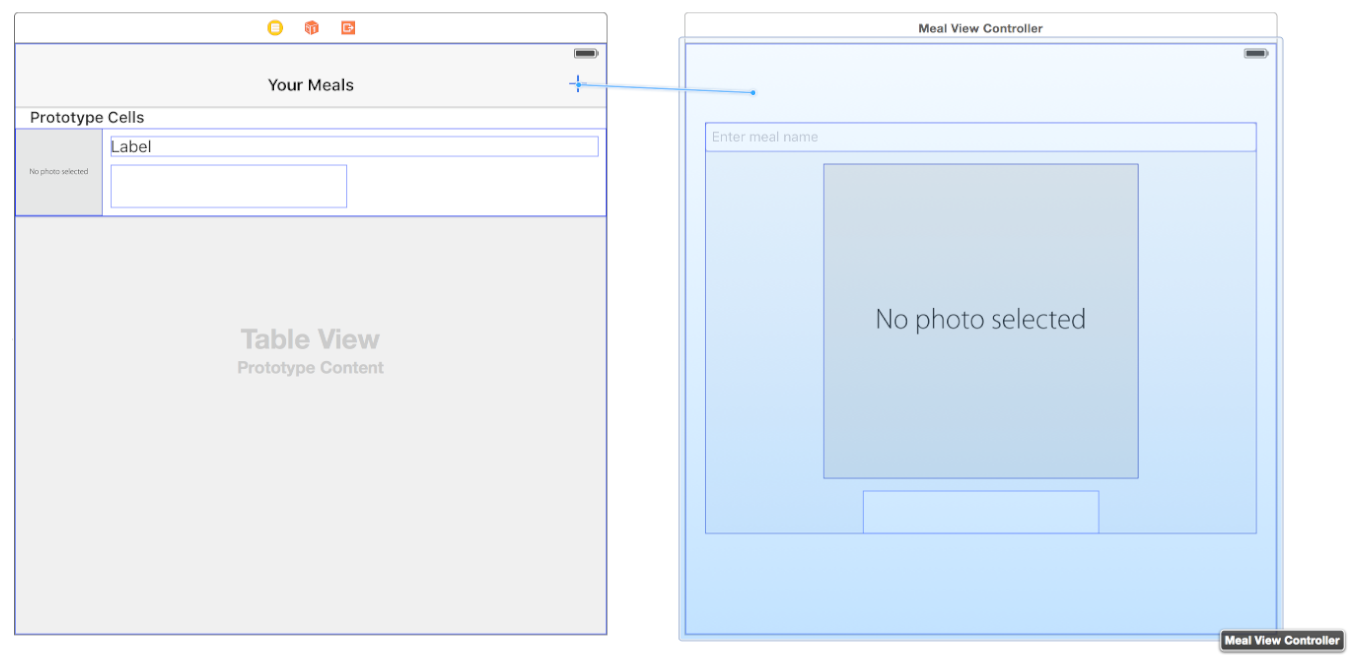 Meal View Controller
Your Meals
Prototype Cells
Label
No photo selected
Table View
Prototype Content
Enter meal name
No photo selected
Meal View Controller